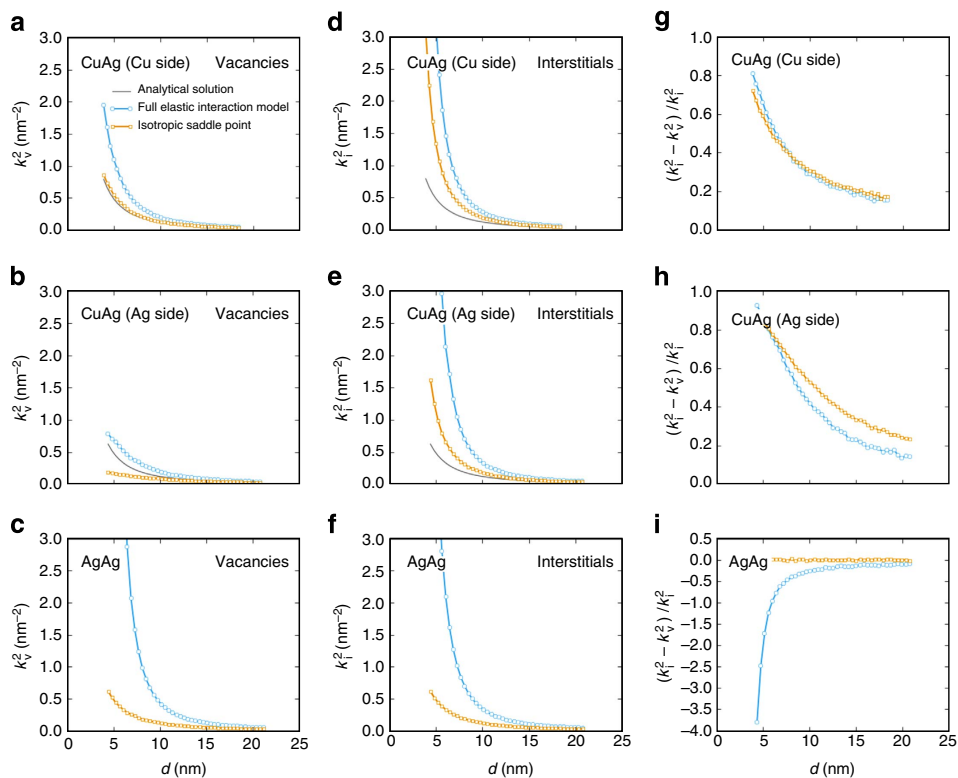 a
3.0
2.5
2.0
1.5
1.0
0.5
0.0
k_v^2 (nm⁻²)
CuAg (Cu side) Vacancies
Analytical solution
Full elastic interaction model
Isotropic saddle point
d
3.0
2.5
2.0
1.5
1.0
0.5
0.0
k_i^2 (nm⁻²)
CuAg (Cu side) Interstitials
g
1.0
0.8
0.6
0.4
0.2
0.0
(k_i^2 − k_v^2)/k_i^2
CuAg (Cu side)
b
3.0
2.5
2.0
1.5
1.0
0.5
0.0
k_v^2 (nm⁻²)
CuAg (Ag side) Vacancies
e
3.0
2.5
2.0
1.5
1.0
0.5
0.0
k_i^2 (nm⁻²)
CuAg (Ag side) Interstitials
h
1.0
0.8
0.6
0.4
0.2
0.0
(k_i^2 − k_v^2)/k_i^2
CuAg (Ag side)
c
3.0
2.5
2.0
1.5
1.0
0.5
0.0
k_v^2 (nm⁻²)
AgAg Vacancies
0 5 10 15 20 25
d (nm)
f
3.0
2.5
2.0
1.5
1.0
0.5
0.0
k_i^2 (nm⁻²)
AgAg Interstitials
0 5 10 15 20 25
d (nm)
i
0.5
0.0
−0.5
−1.0
−1.5
−2.0
−2.5
−3.0
−3.5
−4.0
(k_i^2 − k_v^2)/k_i^2
AgAg
0 5 10 15 20 25
d (nm)